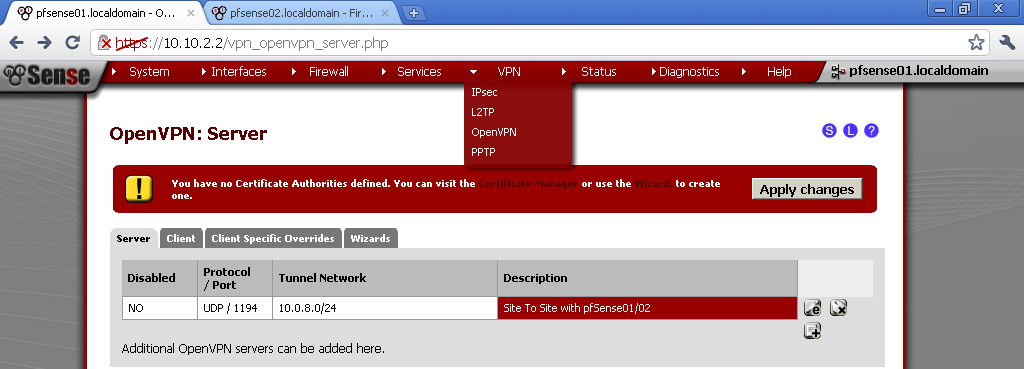 pfsense01.localdomain - O...
pfsense02.localdomain - Fir...
https://10.10.2.2/vpn_openvpn_server.php
Sense System Interfaces Firewall Services VPN Status Diagnostics Help pfsense01.localdomain
IPsec
L2TP
OpenVPN
PPTP
OpenVPN: Server
S L ?
You have no Certificate Authorities defined. You can visit the Certificate Manager or use the Wizard. to create
one.
Apply changes
Server Client Client Specific Overrides Wizards
Disabled Protocol / Port Tunnel Network Description
NO UDP / 1194 10.0.8.0/24 Site To Site with pfSense01/02
Additional OpenVPN servers can be added here.